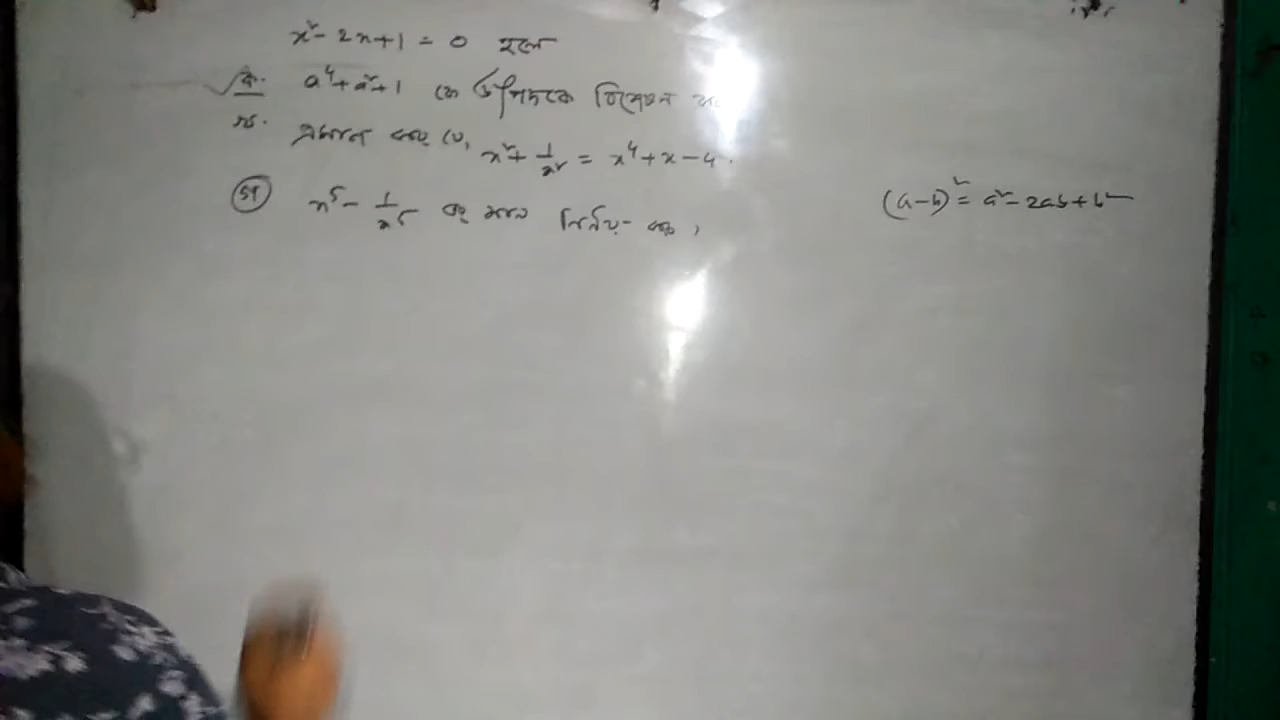 x² - 2x + 1 = 0 হলে
ক. a⁴ + a² + 1 কে উৎপাদকে বিশ্লেষণ
খ. প্রমাণ কর যে, x² + 1/x² = x⁴ + x - 4.
গ x⁵ - 1/x⁵ এর মান নির্ণয় কর,
(a-b)² = a² - 2ab + b²